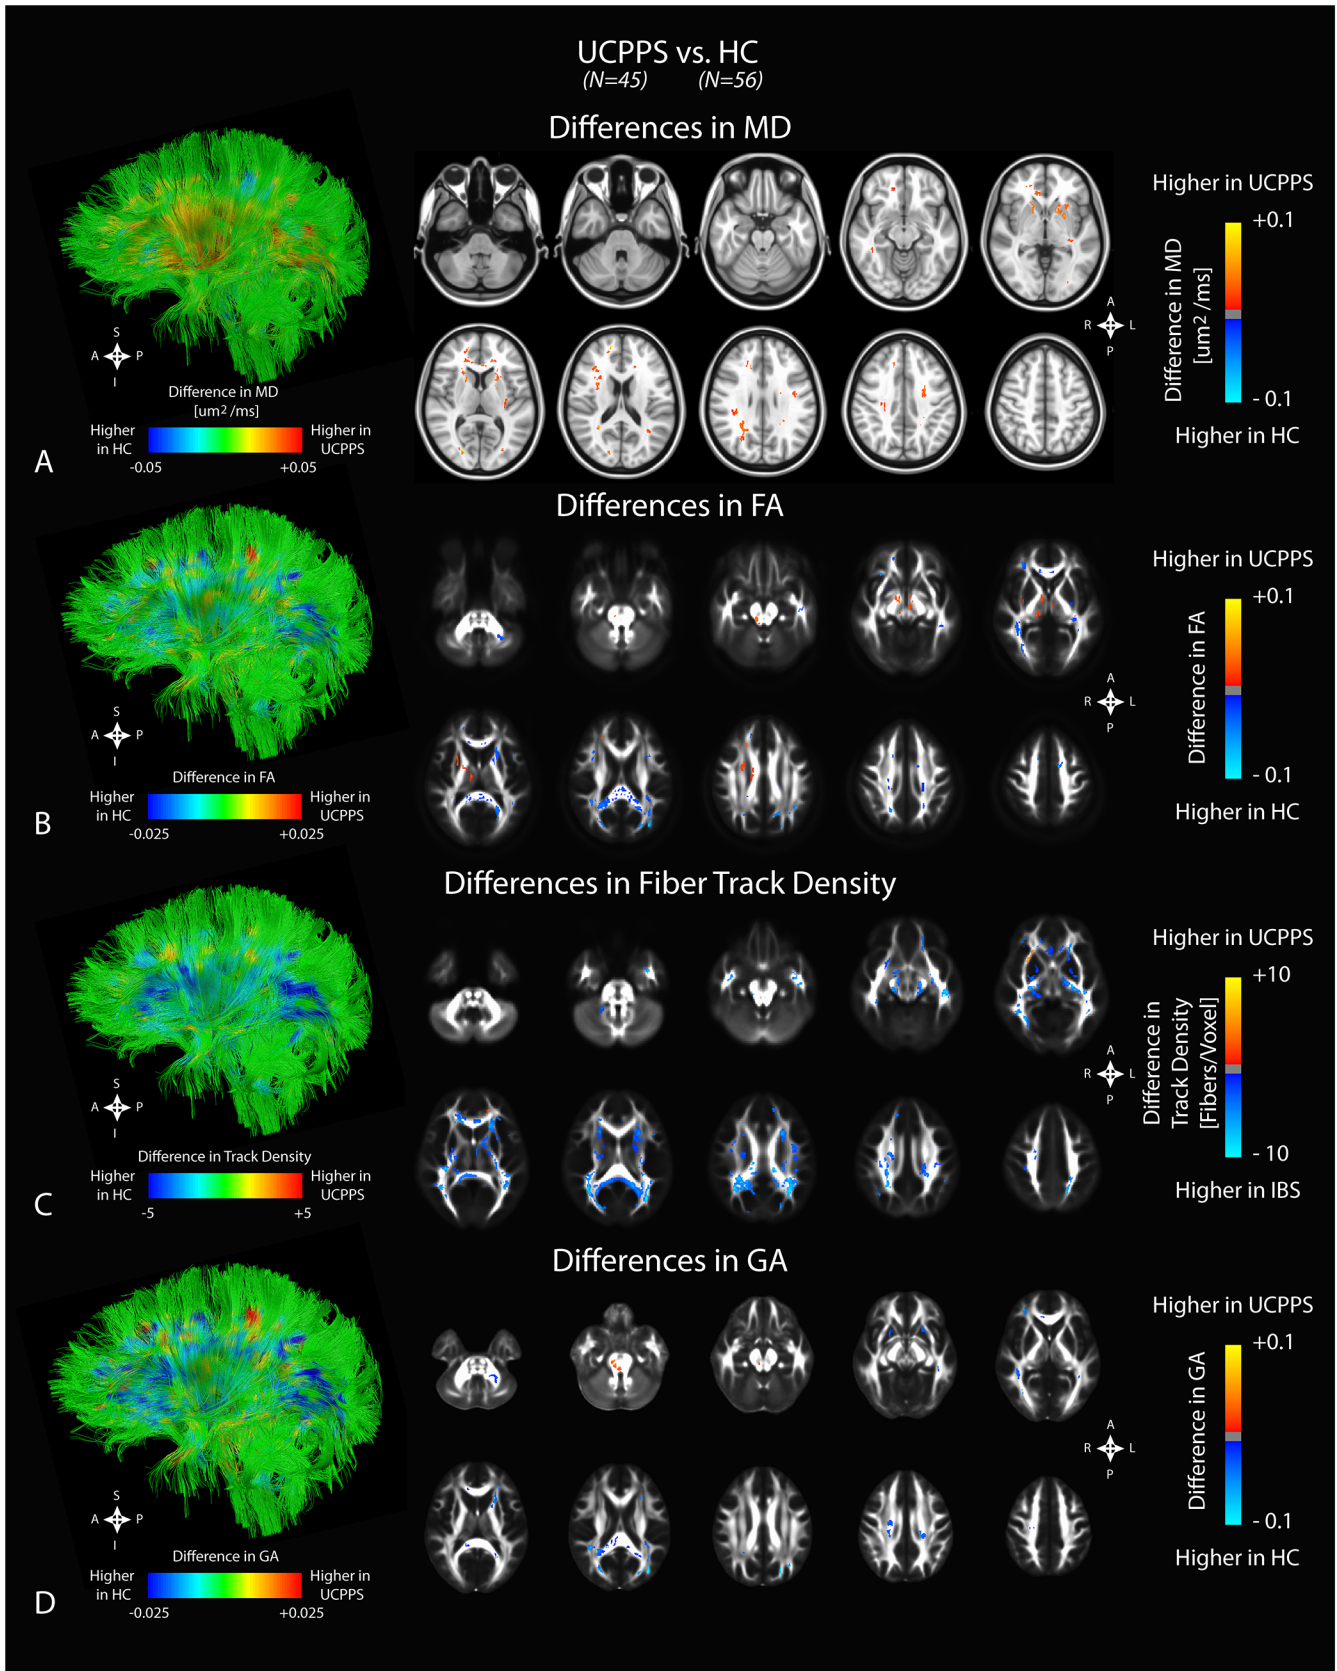 UCPPS vs. HC
(N=45) (N=56)
Differences in MD
Higher in UCPPS
+0.1
Difference in MD
[um2 /ms]
- 0.1
Higher in HC
A
R L
P
S
A P
I
Difference in MD
[um2 /ms]
Higher in HC
Higher in UCPPS
-0.05
+0.05
A
Differences in FA
Higher in UCPPS
+0.1
Difference in FA
- 0.1
Higher in HC
A
R L
P
S
A P
I
Difference in FA
Higher in HC
Higher in UCPPS
-0.025
+0.025
B
Differences in Fiber Track Density
Higher in UCPPS
+10
Difference in
Track Density
[Fibers/Voxel]
- 10
Higher in IBS
A
R L
P
S
A P
I
Difference in Track Density
Higher in HC
Higher in UCPPS
-5
+5
C
Differences in GA
Higher in UCPPS
+0.1
Difference in GA
- 0.1
Higher in HC
A
R L
P
S
A P
I
Difference in GA
Higher in HC
Higher in UCPPS
-0.025
+0.025
D